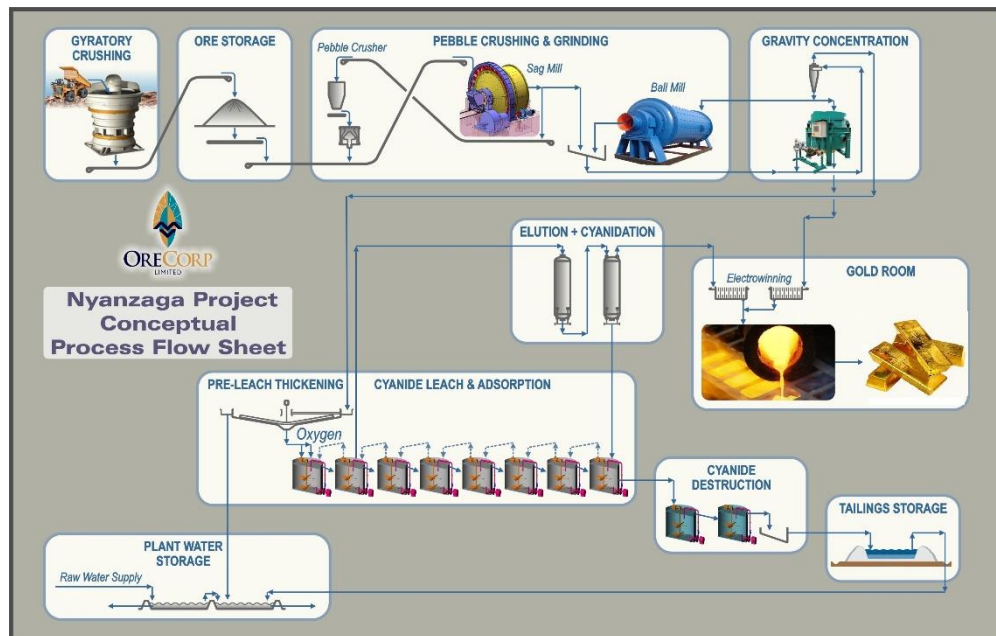 GYRATORY
CRUSHING
ORE STORAGE
PEBBLE CRUSHING & GRINDING
Pebble Crusher
Sag Mill
Ball Mill
GRAVITY CONCENTRATION
ORECORP
LIMITED
Nyanzaga Project
Conceptual
Process Flow Sheet
ELUTION + CYANIDATION
GOLD ROOM
Electrowinning
PRE-LEACH THICKENING
CYANIDE LEACH & ADSORPTION
Oxygen
CYANIDE
DESTRUCTION
TAILINGS STORAGE
PLANT WATER
STORAGE
Raw Water Supply